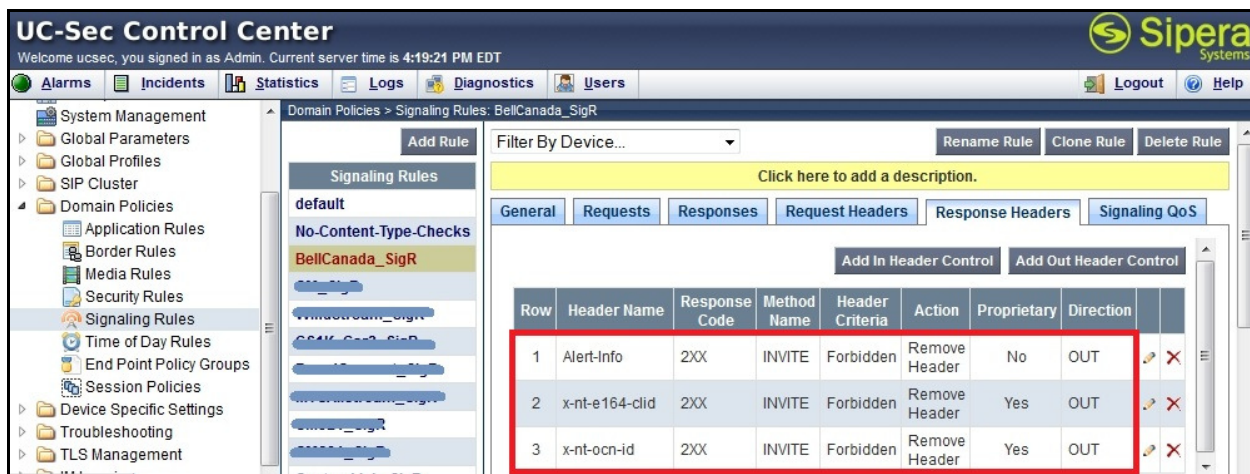 UC-Sec Control Center
Welcome ucsec, you signed in as Admin. Current server time is 4:19:21 PM EDT
Sipera
Systems
Alarms Incidents Statistics Logs Diagnostics Users Logout Help
System Management
Global Parameters
Global Profiles
SIP Cluster
Domain Policies
Application Rules
Border Rules
Media Rules
Security Rules
Signaling Rules
Time of Day Rules
End Point Policy Groups
Session Policies
Device Specific Settings
Troubleshooting
TLS Management
Domain Policies > Signaling Rules: BellCanada_SigR
Add Rule
Signaling Rules
default
No-Content-Type-Checks
BellCanada_SigR
Filter By Device...
Rename Rule Clone Rule Delete Rule
Click here to add a description.
General Requests Responses Request Headers Response Headers Signaling QoS
Add In Header Control Add Out Header Control
Row Header Name Response Code Method Name Header Criteria Action Proprietary Direction
1 Alert-Info 2XX INVITE Forbidden Remove Header No OUT
2 x-nt-e164-clid 2XX INVITE Forbidden Remove Header Yes OUT
3 x-nt-ocn-id 2XX INVITE Forbidden Remove Header Yes OUT